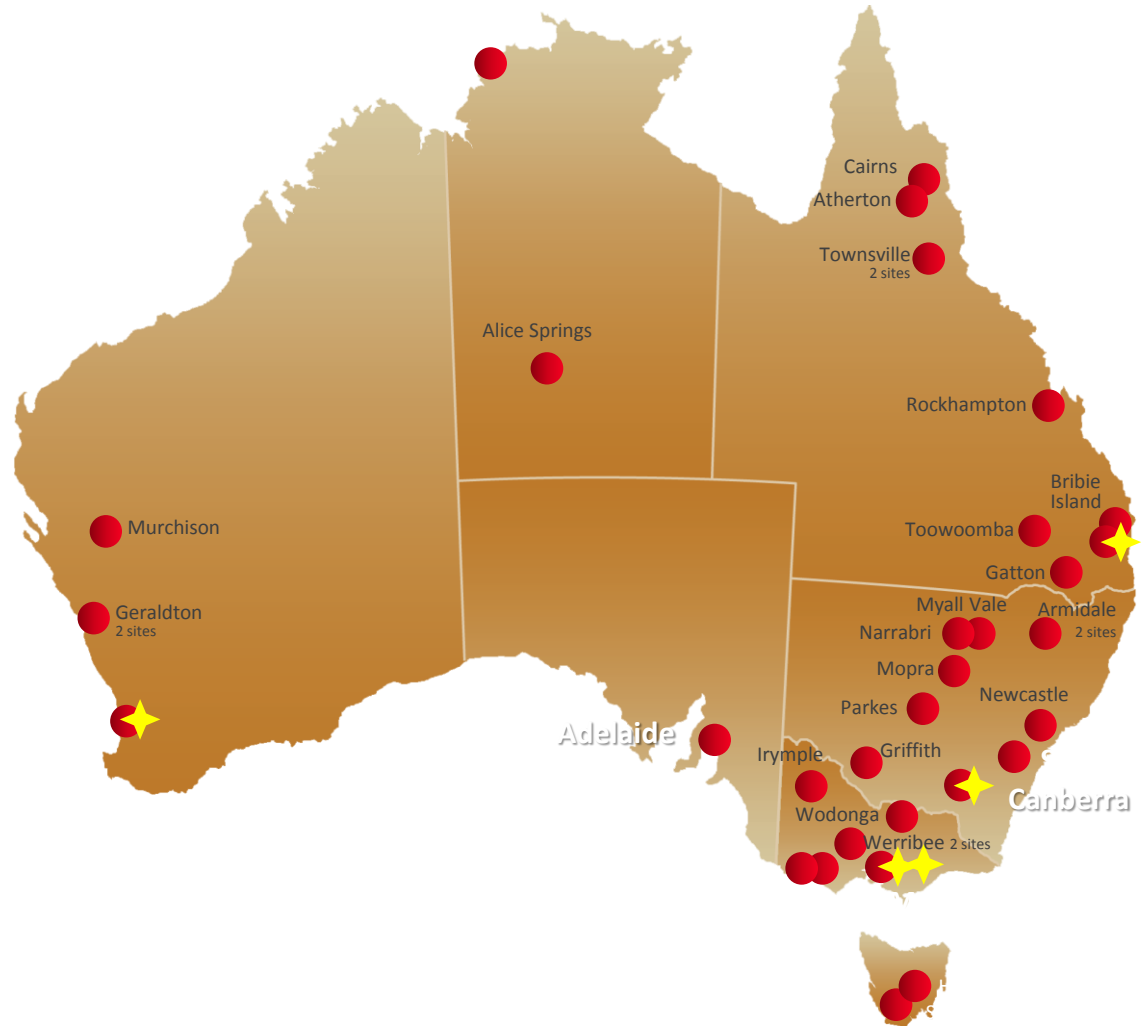 Cairns
Atherton
Townsville
2 sites
Alice Springs
Rockhampton
Bribie
Island
Murchison
Toowoomba
Gatton
Geraldton
2 sites
Myall Vale
Armidale
2 sites
Narrabri
Mopra
Newcastle
Parkes
Adelaide
Griffith
Irymple
Canberra
Wodonga
Werribee 2 sites